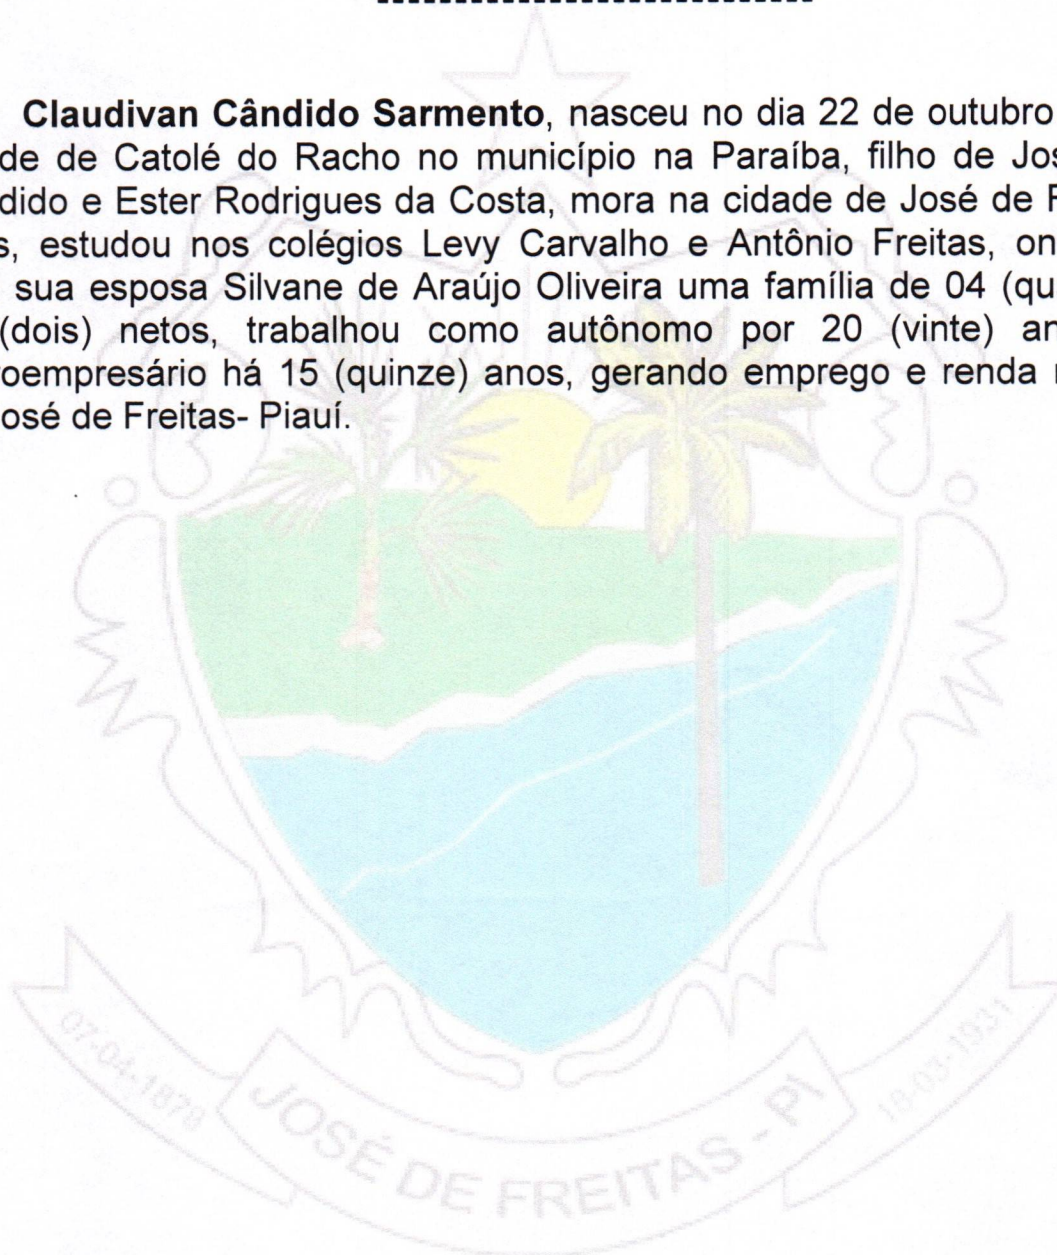 Claudivan Cândido Sarmento, nasceu no dia 22 de outubro
de de Catolé do Racho no município na Paraíba, filho de Jos
dido e Ester Rodrigues da Costa, mora na cidade de José de F
s, estudou nos colégios Levy Carvalho e Antônio Freitas, on
sua esposa Silvane de Araújo Oliveira uma família de 04 (qu
(dois) netos, trabalhou como autônomo por 20 (vinte) an
oempresário há 15 (quinze) anos, gerando emprego e renda
osé de Freitas- Piauí.
07-04-1878
JOSÉ DE FREITAS - PI
18-03-1931